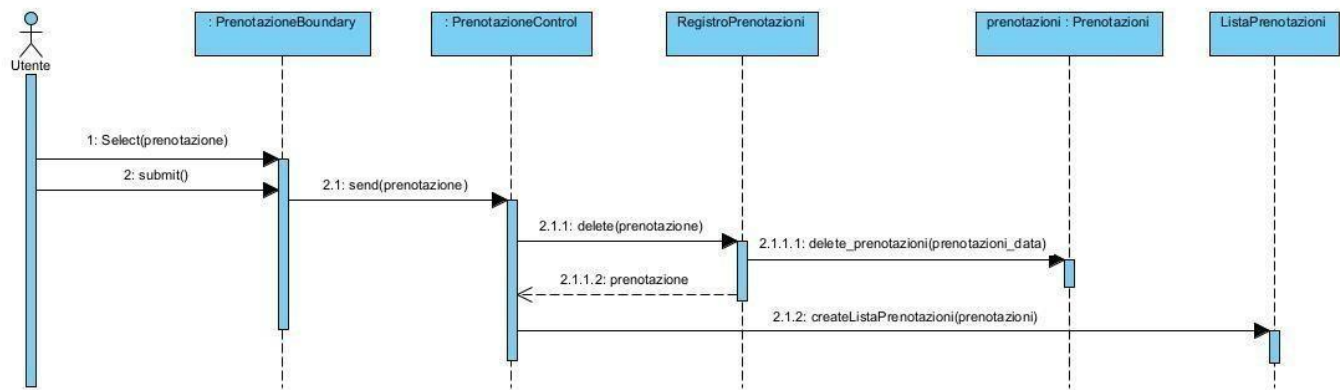 : PrenotazioneBoundary
: PrenotazioneControl
RegistroPrenotazioni
prenotazioni : Prenotazioni
ListaPrenotazioni
Utente
1: Select(prenotazione)
2: submit()
2.1: send(prenotazione)
2.1.1: delete(prenotazione)
2.1.1.1: delete_prenotazioni(prenotazioni_data)
2.1.1.2: prenotazione
2.1.2: createListaPrenotazioni(prenotazioni)